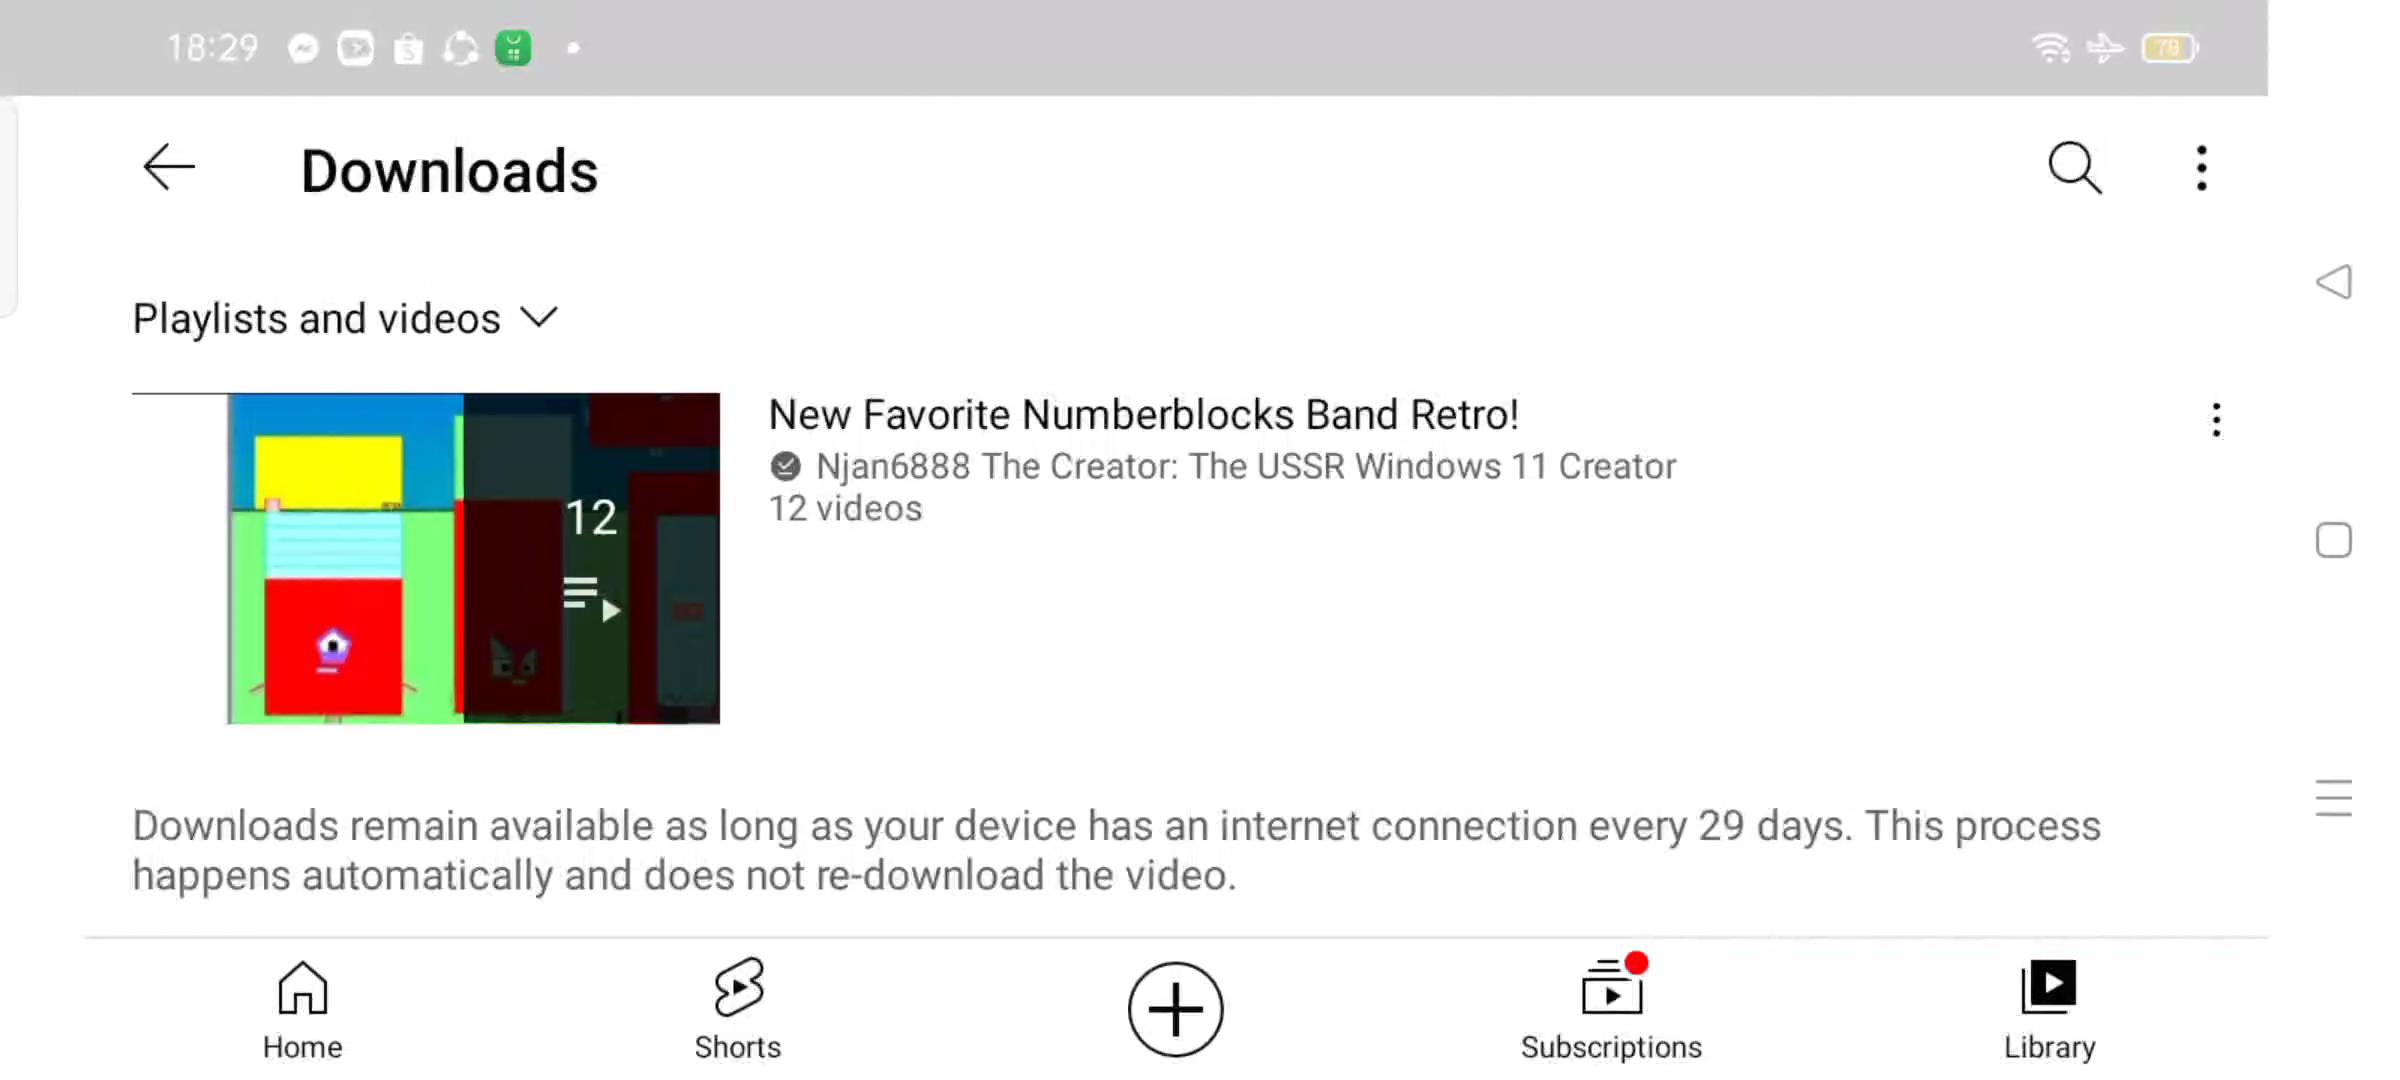 18:29
78
Downloads
Playlists and videos
12
New Favorite Numberblocks Band Retro!
Njan6888 The Creator: The USSR Windows 11 Creator
12 videos
Downloads remain available as long as your device has an internet connection every 29 days. This process
happens automatically and does not re-download the video.
Home
Shorts
Subscriptions
Library